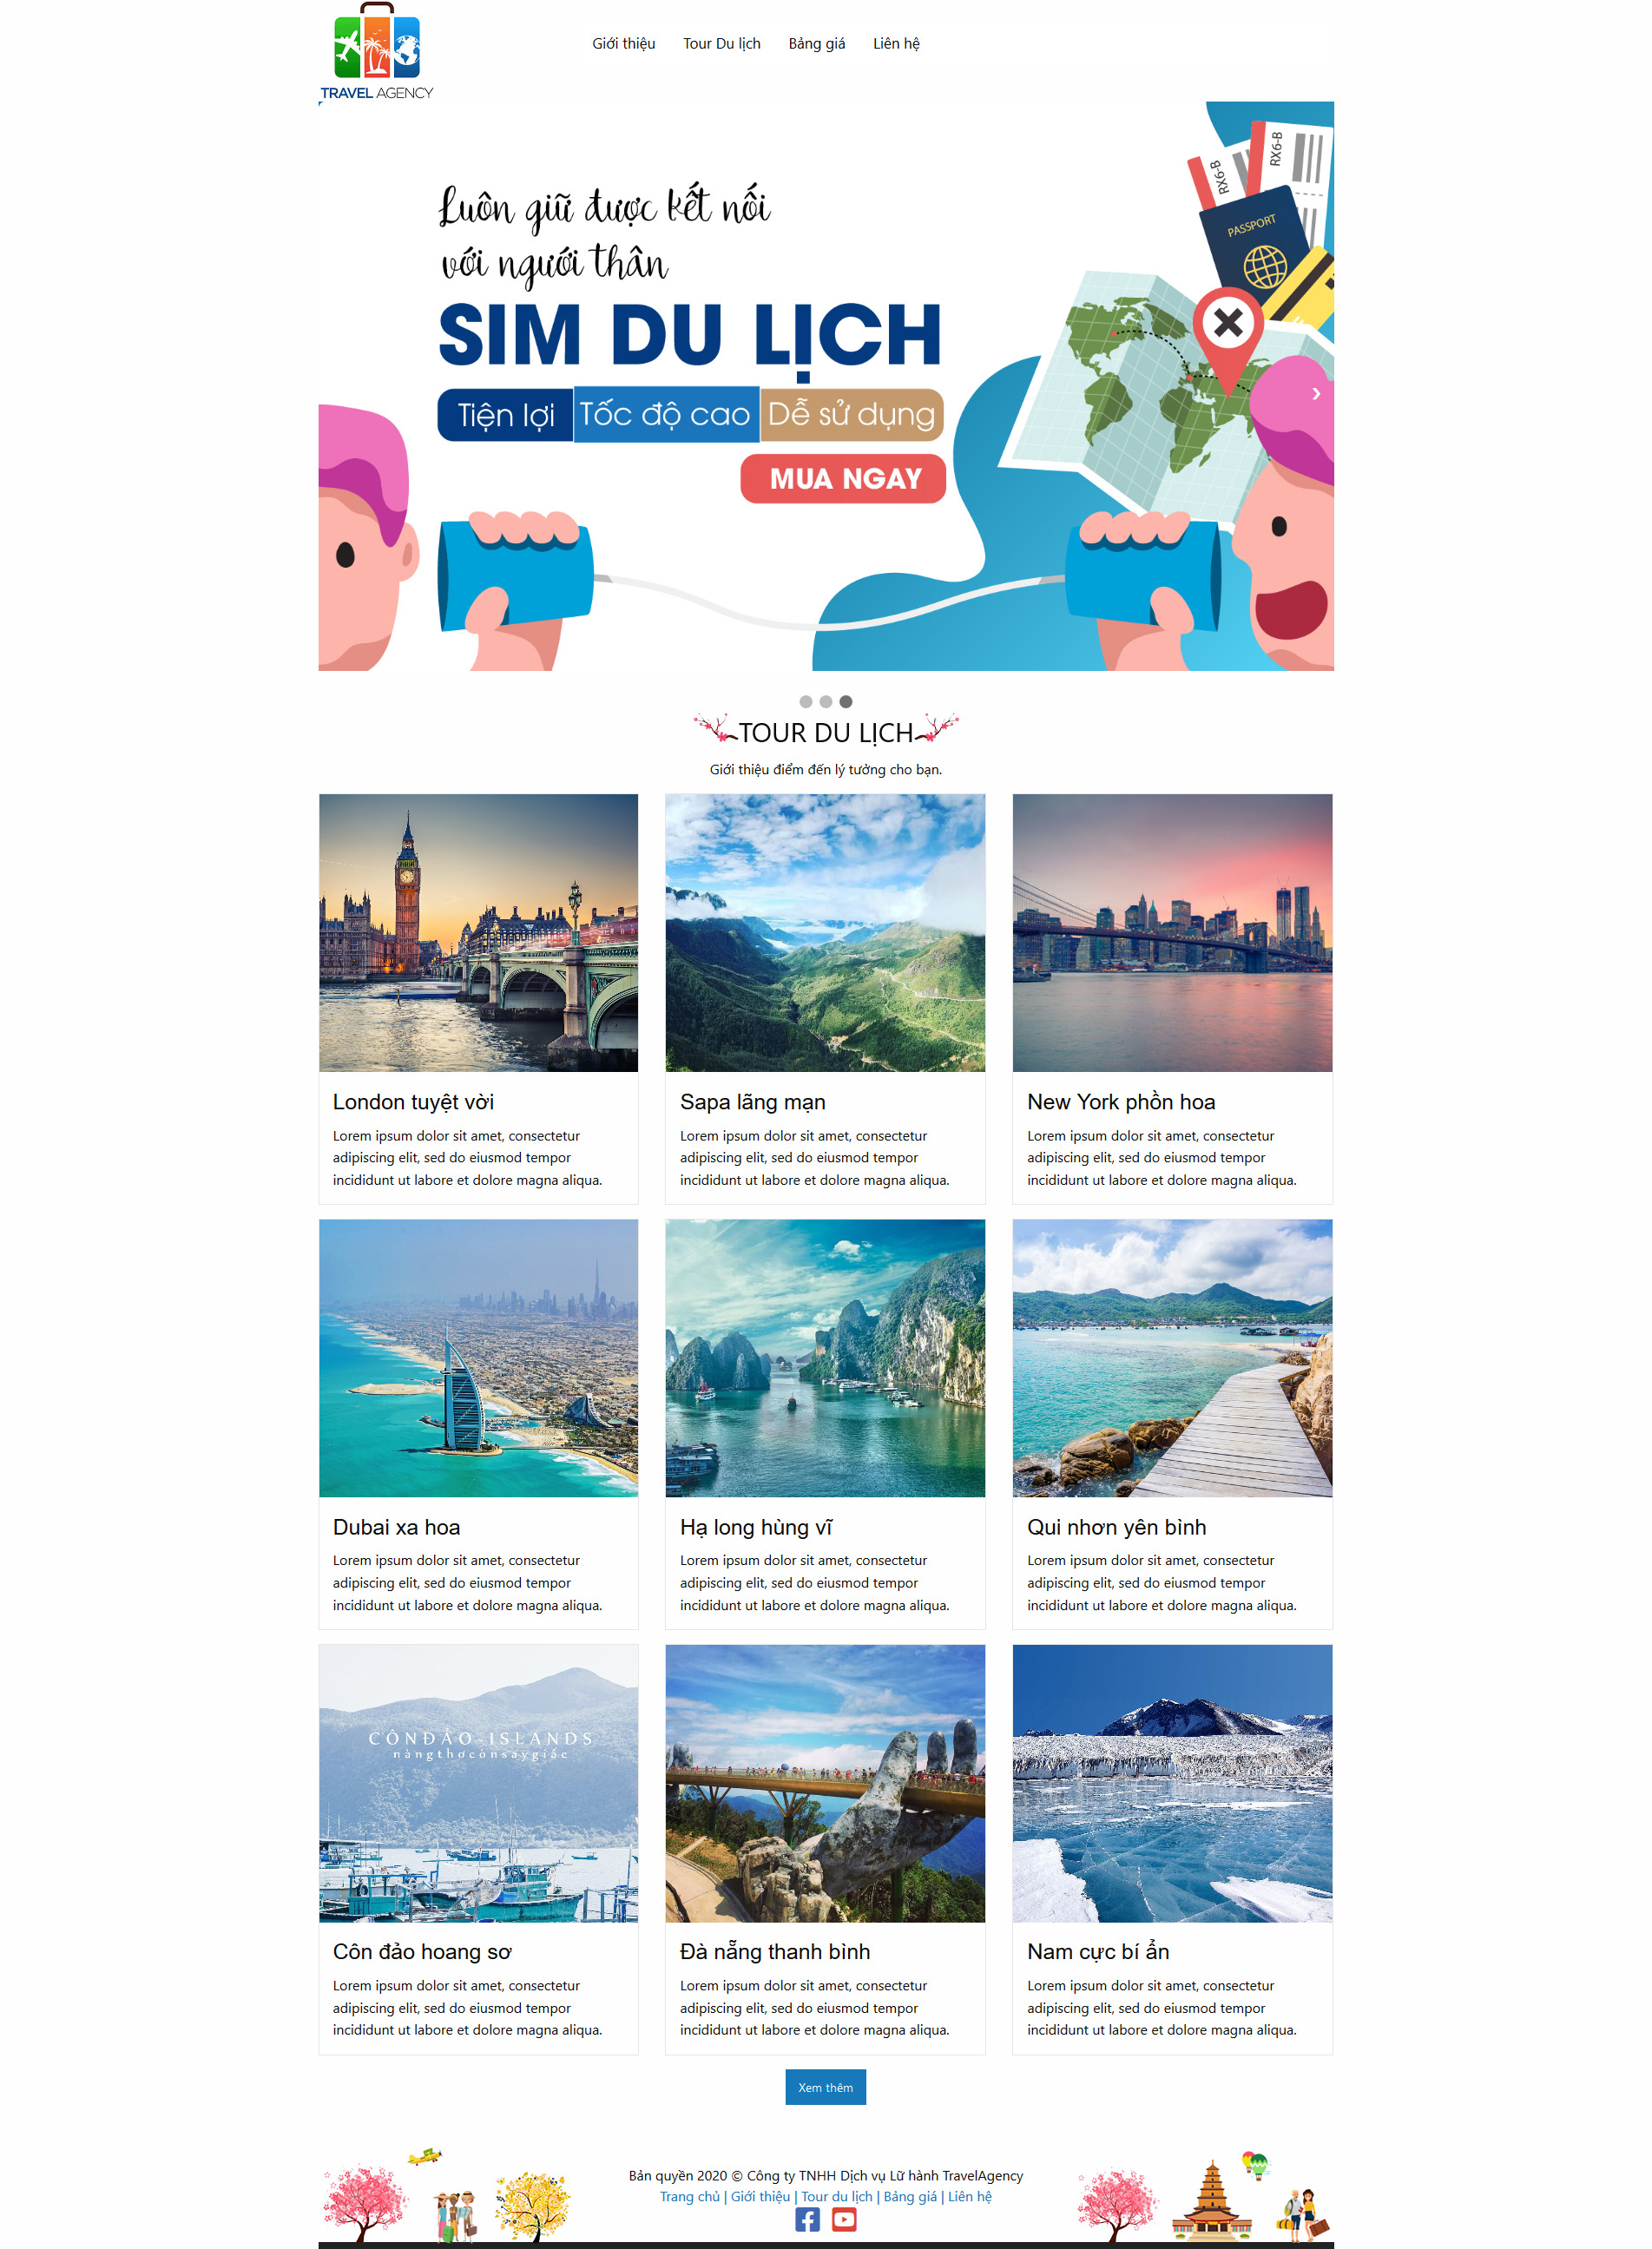 TRAVEL AGENCY
Giới thiệu Tour Du lịch Bảng giá Liên hệ
RX6-B
RX6-B
PASSPORT
Luôn giữ được kết nối
với người thân
SIM DU LỊCH
Tiện lợi Tốc độ cao Dễ sử dụng
MUA NGAY
TOUR DU LỊCH
Giới thiệu điểm đến lý tưởng cho bạn.
London tuyệt vời
Lorem ipsum dolor sit amet, consectetur
adipiscing elit, sed do eiusmod tempor
incididunt ut labore et dolore magna aliqua.
Sapa lãng mạn
Lorem ipsum dolor sit amet, consectetur
adipiscing elit, sed do eiusmod tempor
incididunt ut labore et dolore magna aliqua.
New York phồn hoa
Lorem ipsum dolor sit amet, consectetur
adipiscing elit, sed do eiusmod tempor
incididunt ut labore et dolore magna aliqua.
Dubai xa hoa
Lorem ipsum dolor sit amet, consectetur
adipiscing elit, sed do eiusmod tempor
incididunt ut labore et dolore magna aliqua.
Hạ long hùng vĩ
Lorem ipsum dolor sit amet, consectetur
adipiscing elit, sed do eiusmod tempor
incididunt ut labore et dolore magna aliqua.
Qui nhơn yên bình
Lorem ipsum dolor sit amet, consectetur
adipiscing elit, sed do eiusmod tempor
incididunt ut labore et dolore magna aliqua.
CÔNĐẢO-ISLANDS
nàngthơcònsaygiấc
Côn đảo hoang sơ
Lorem ipsum dolor sit amet, consectetur
adipiscing elit, sed do eiusmod tempor
incididunt ut labore et dolore magna aliqua.
Đà nẵng thanh bình
Lorem ipsum dolor sit amet, consectetur
adipiscing elit, sed do eiusmod tempor
incididunt ut labore et dolore magna aliqua.
Nam cực bí ẩn
Lorem ipsum dolor sit amet, consectetur
adipiscing elit, sed do eiusmod tempor
incididunt ut labore et dolore magna aliqua.
Xem thêm
Bản quyền 2020 © Công ty TNHH Dịch vụ Lữ hành TravelAgency
Trang chủ | Giới thiệu | Tour du lịch | Bảng giá | Liên hệ